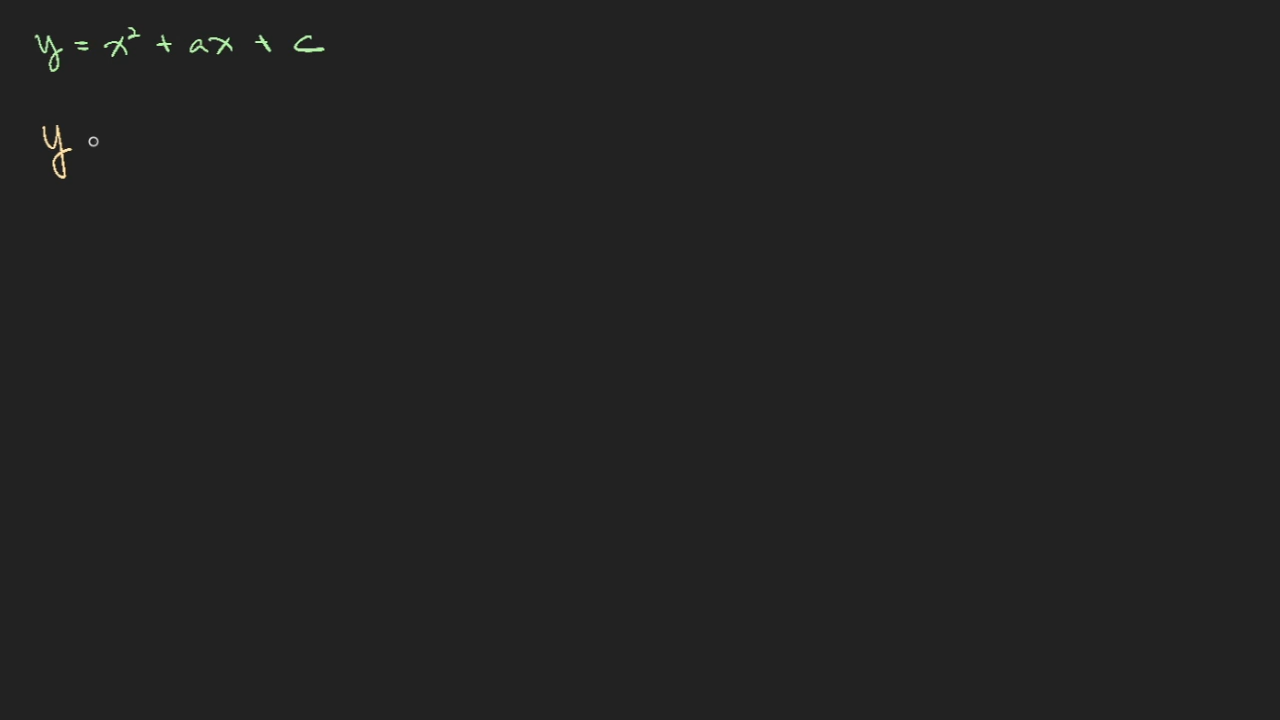 y = x² + ax + c
y